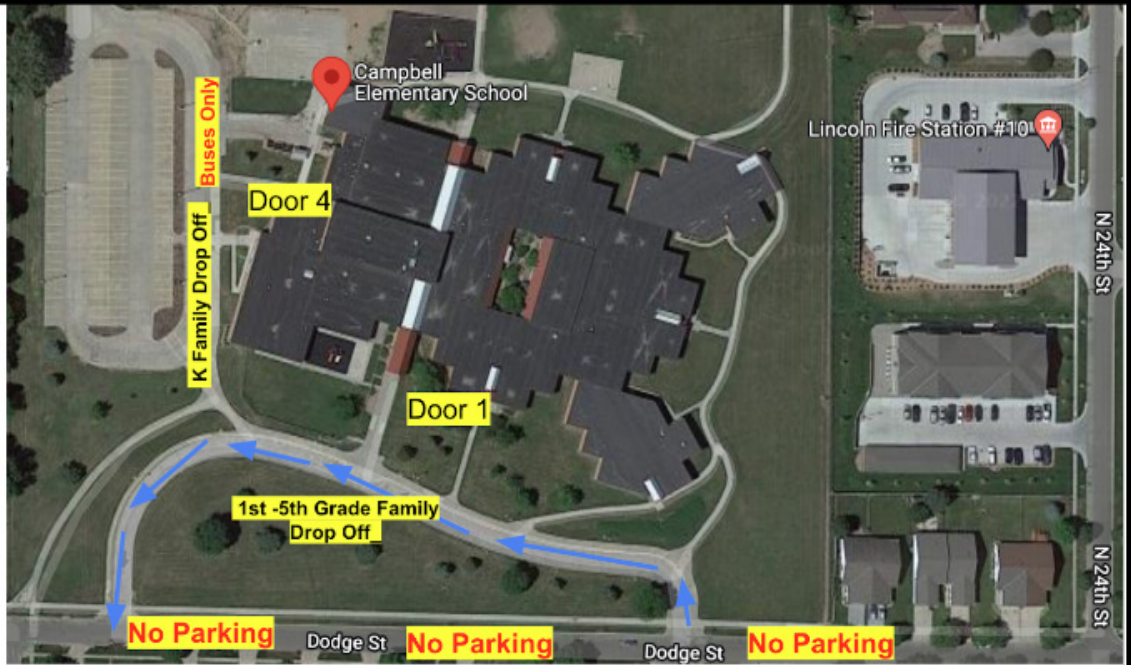 Campbell
Elementary School
Lincoln Fire Station #10
Buses Only
Door 4
K Family Drop Off_
N 24th St
Door 1
1st -5th Grade Family
Drop Off_
N 24th St
No Parking
Dodge St
No Parking
Dodge St
No Parking